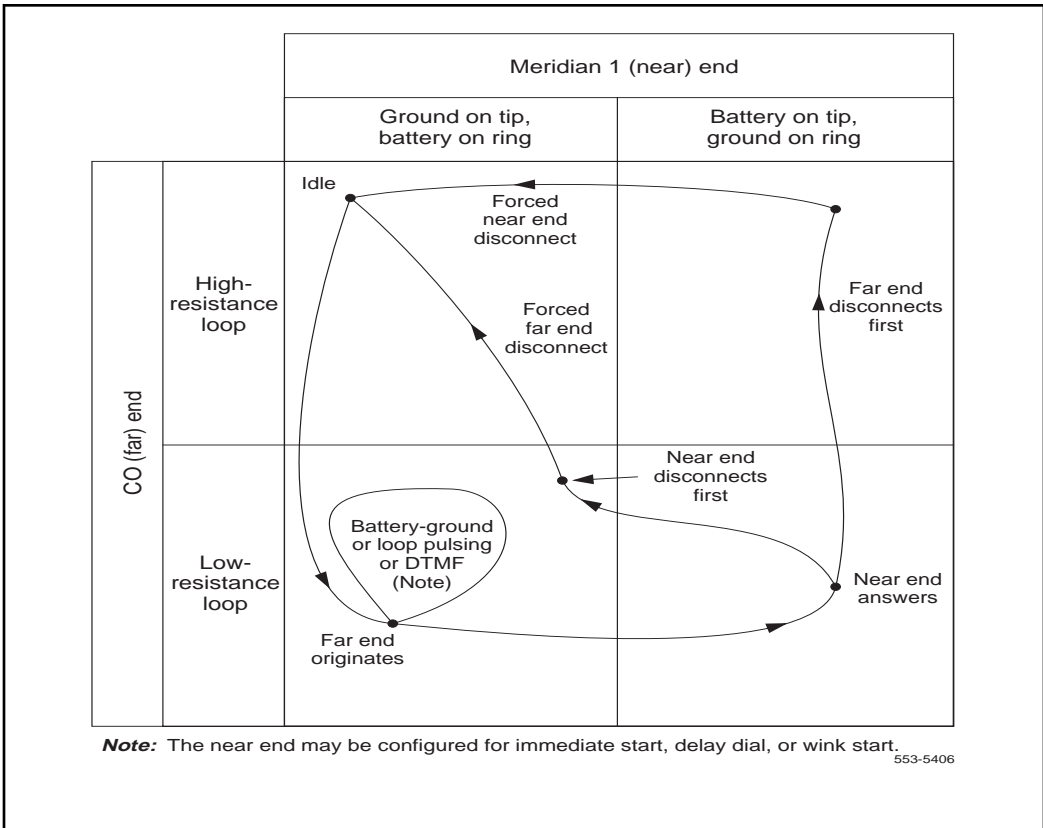 Meridian 1 (near) end
Ground on tip,
battery on ring
Battery on tip,
ground on ring
CO (far) end
High-
resistance
loop
Idle
Forced
near end
disconnect
Forced
far end
disconnect
Far end
disconnects
first
Low-
resistance
loop
Near end
disconnects
first
Battery-ground
or loop pulsing
or DTMF
(Note)
Near end
answers
Far end
originates
Note: The near end may be configured for immediate start, delay dial, or wink start.
553-5406